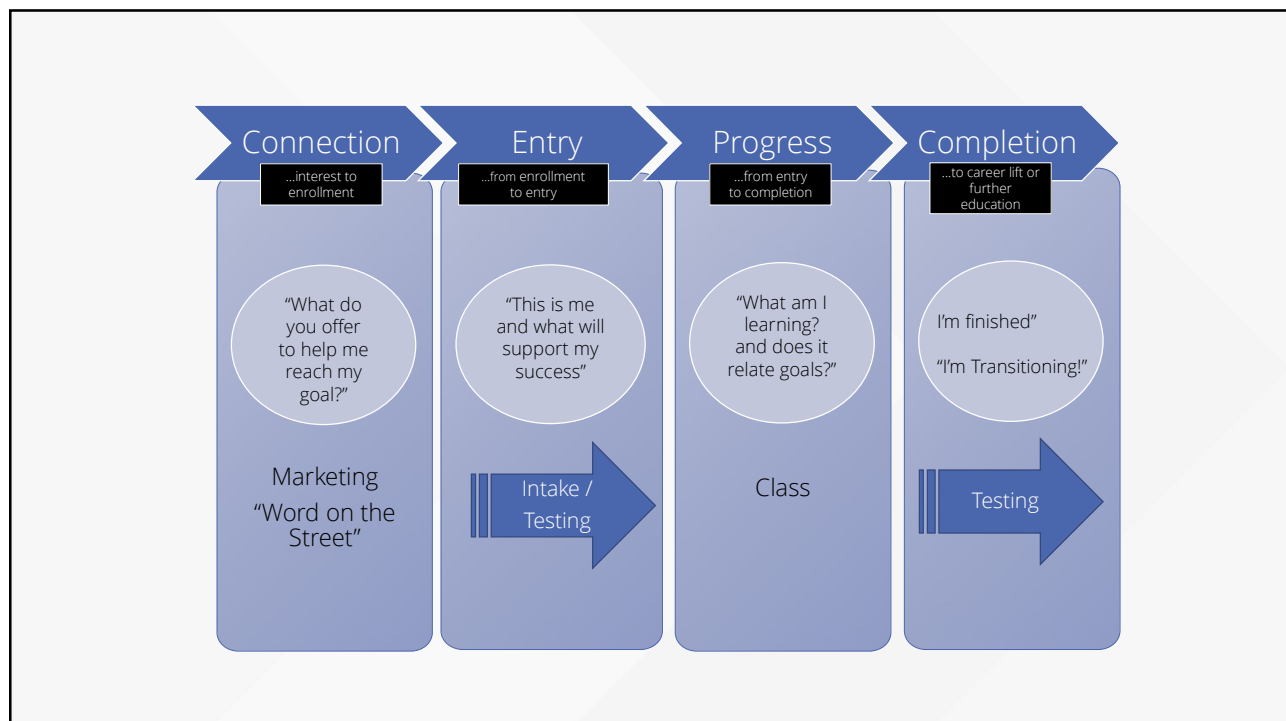 Connection
…interest to
enrollment
“What do
you offer
to help me
reach my
goal?”
Marketing
“Word on the
Street”
Entry
…from enrollment
to entry
“This is me
and what will
support my
success”
Intake /
Testing
Progress
…from entry
to completion
“What am I
learning?
and does it
relate goals?”
Class
Completion
…to career lift or
further
education
I’m finished”
“I’m Transitioning!”
Testing